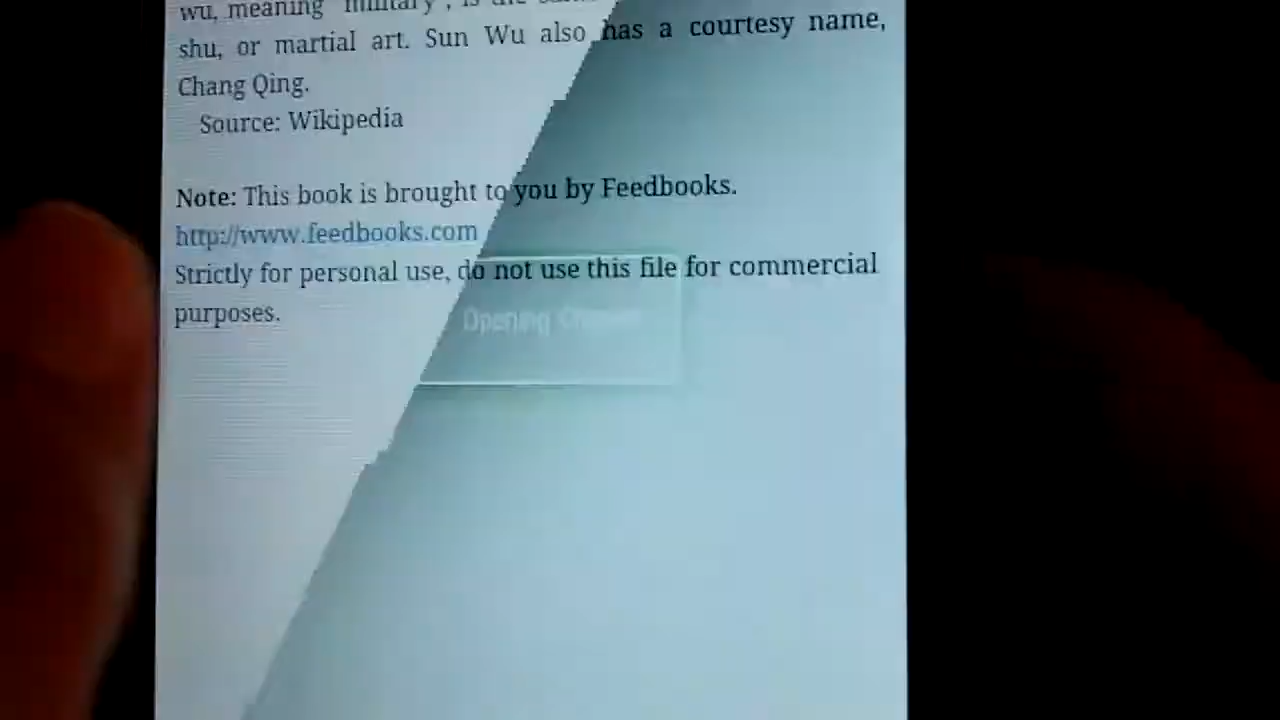 wu, meaning "military", is the
shu, or martial art. Sun Wu also has a courtesy name,
Chang Qing.
Source: Wikipedia
Note: This book is brought to you by Feedbooks.
http://www.feedbooks.com
Strictly for personal use, do not use this file for commercial
purposes.
Opening